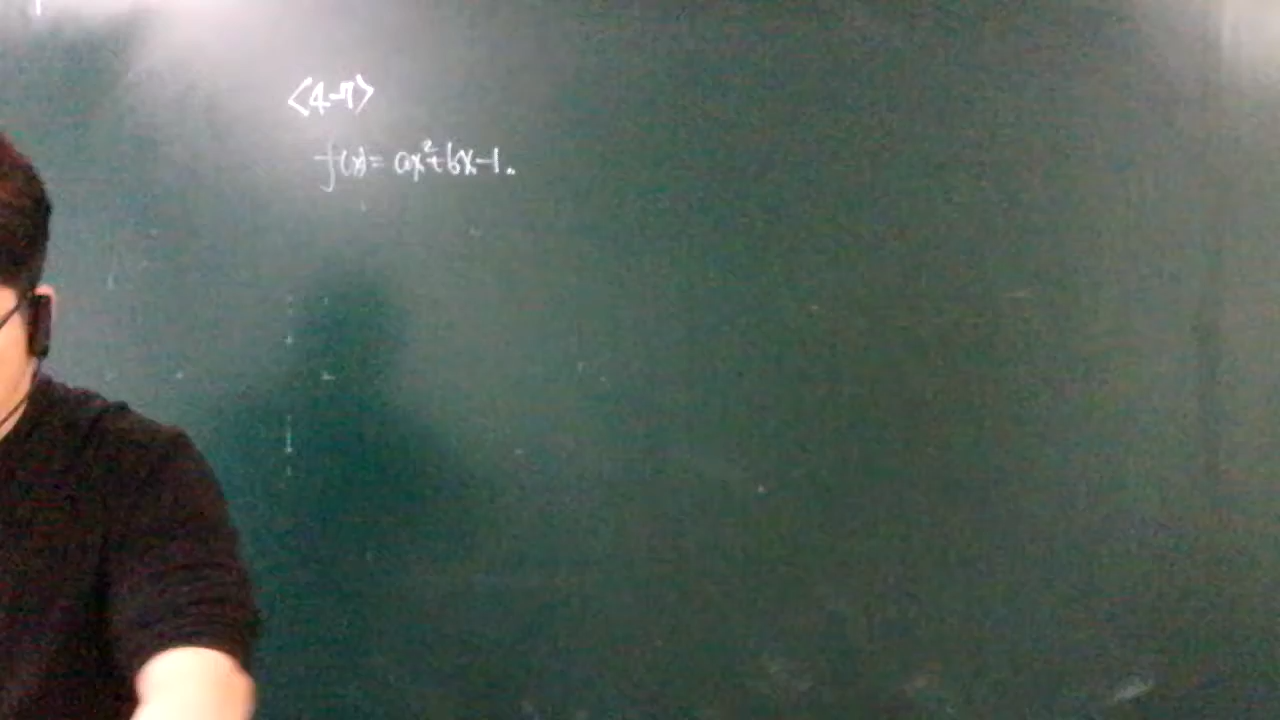 <4-7>
f(x)= ax²+bx-1.